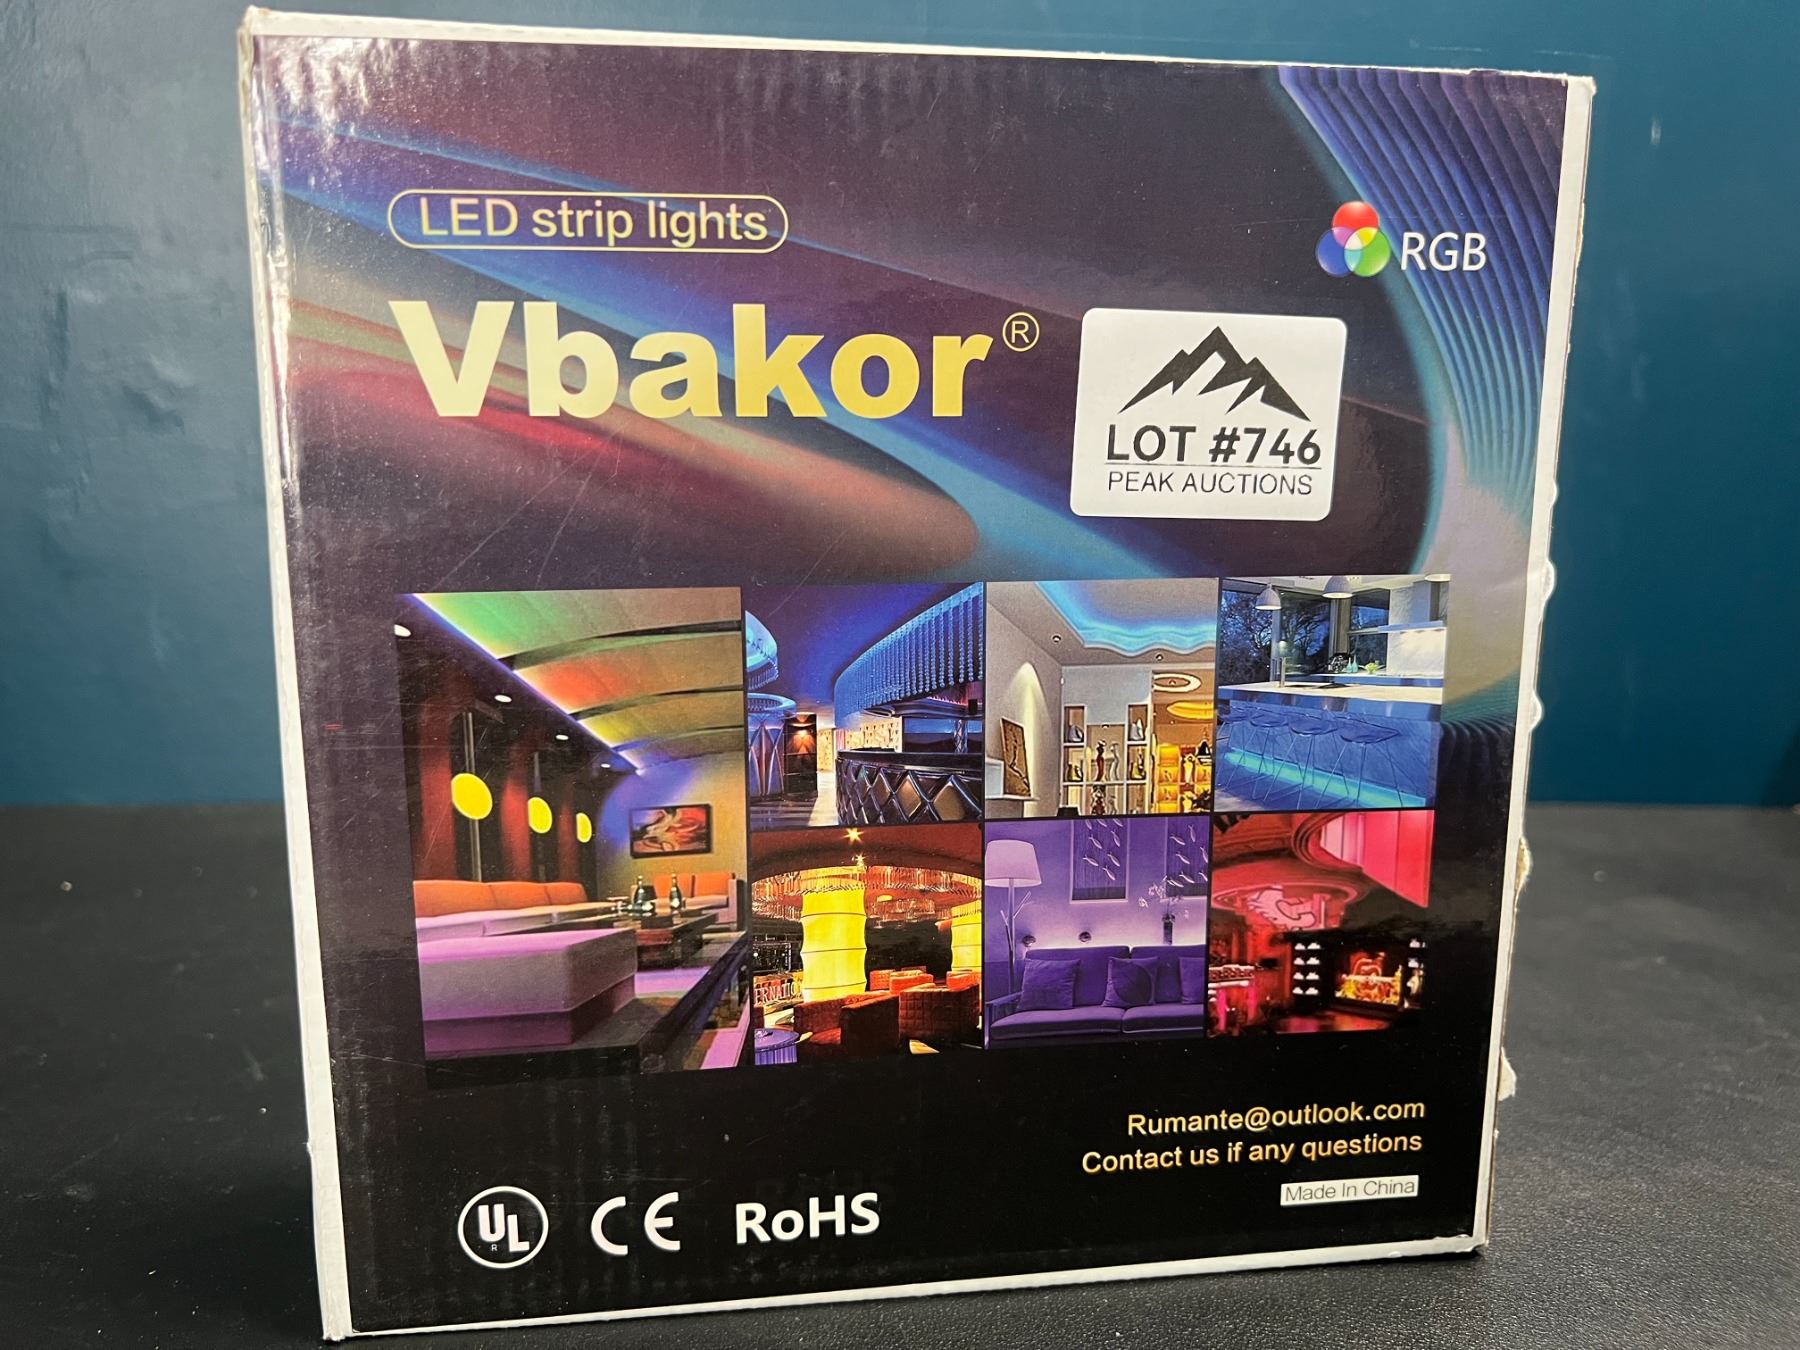 LED strip lights
RGB
Vbakor®
LOT #746
PEAK AUCTIONS
Rumante@outlook.com
Contact us if any questions
Made In China
UL
R
CE
RoHS